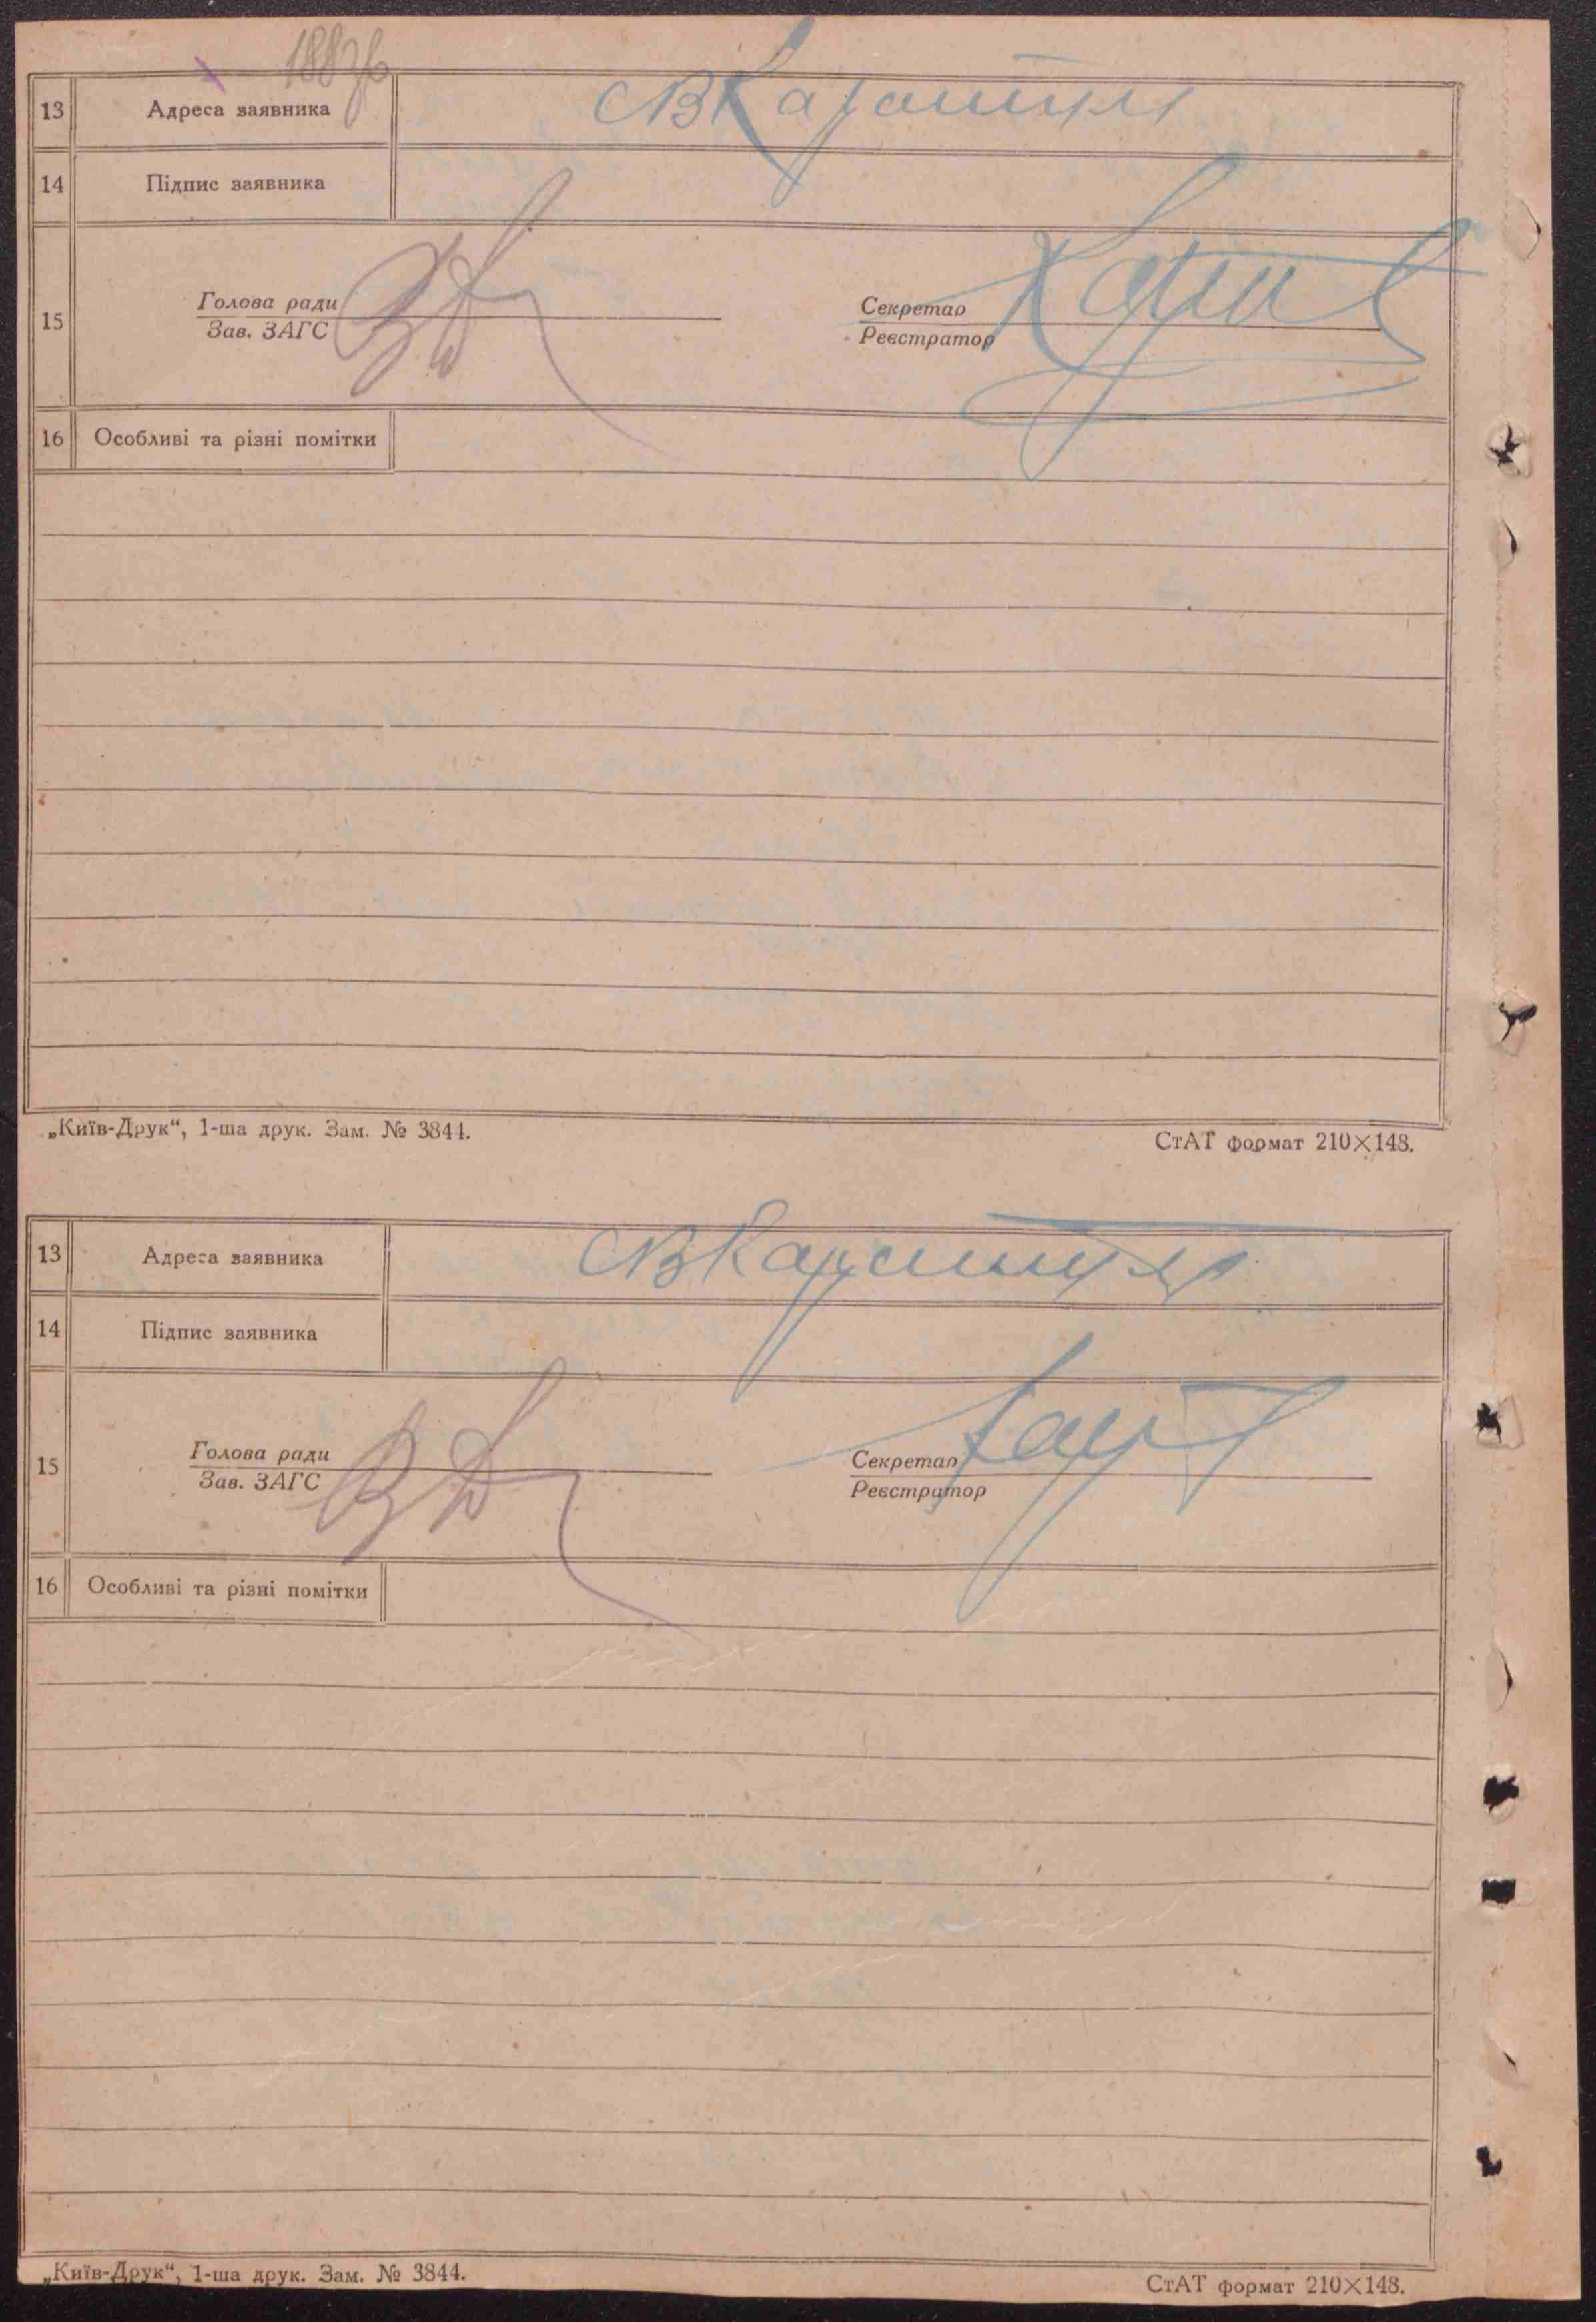 188зв
13 Адреса заявника
14 Підпис заявника
15 Голова ради Секретар
Зав. ЗАГС Реєстратор
16 Особливі та різні помітки
„Київ-Друк“, 1-ша друк. Зам. № 3844. СтАТ формат 210×148.
13 Адреса заявника
14 Підпис заявника
15 Голова ради Секретар
Зав. ЗАГС Реєстратор
16 Особливі та різні помітки
„Київ-Друк“, 1-ша друк. Зам. № 3844. СтАТ формат 210×148.